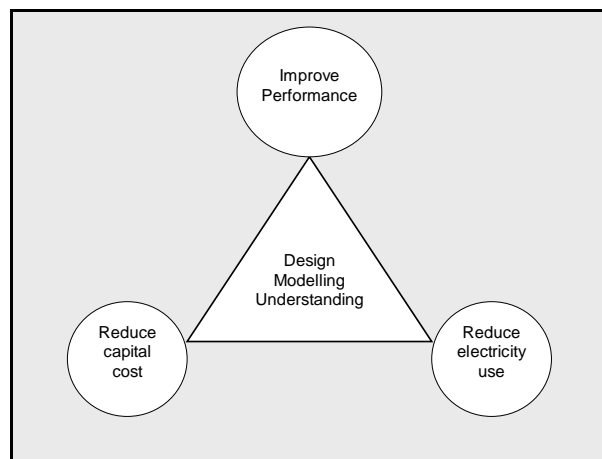 Improve
Performance
Design
Modelling
Understanding
Reduce
capital
cost
Reduce
electricity
use